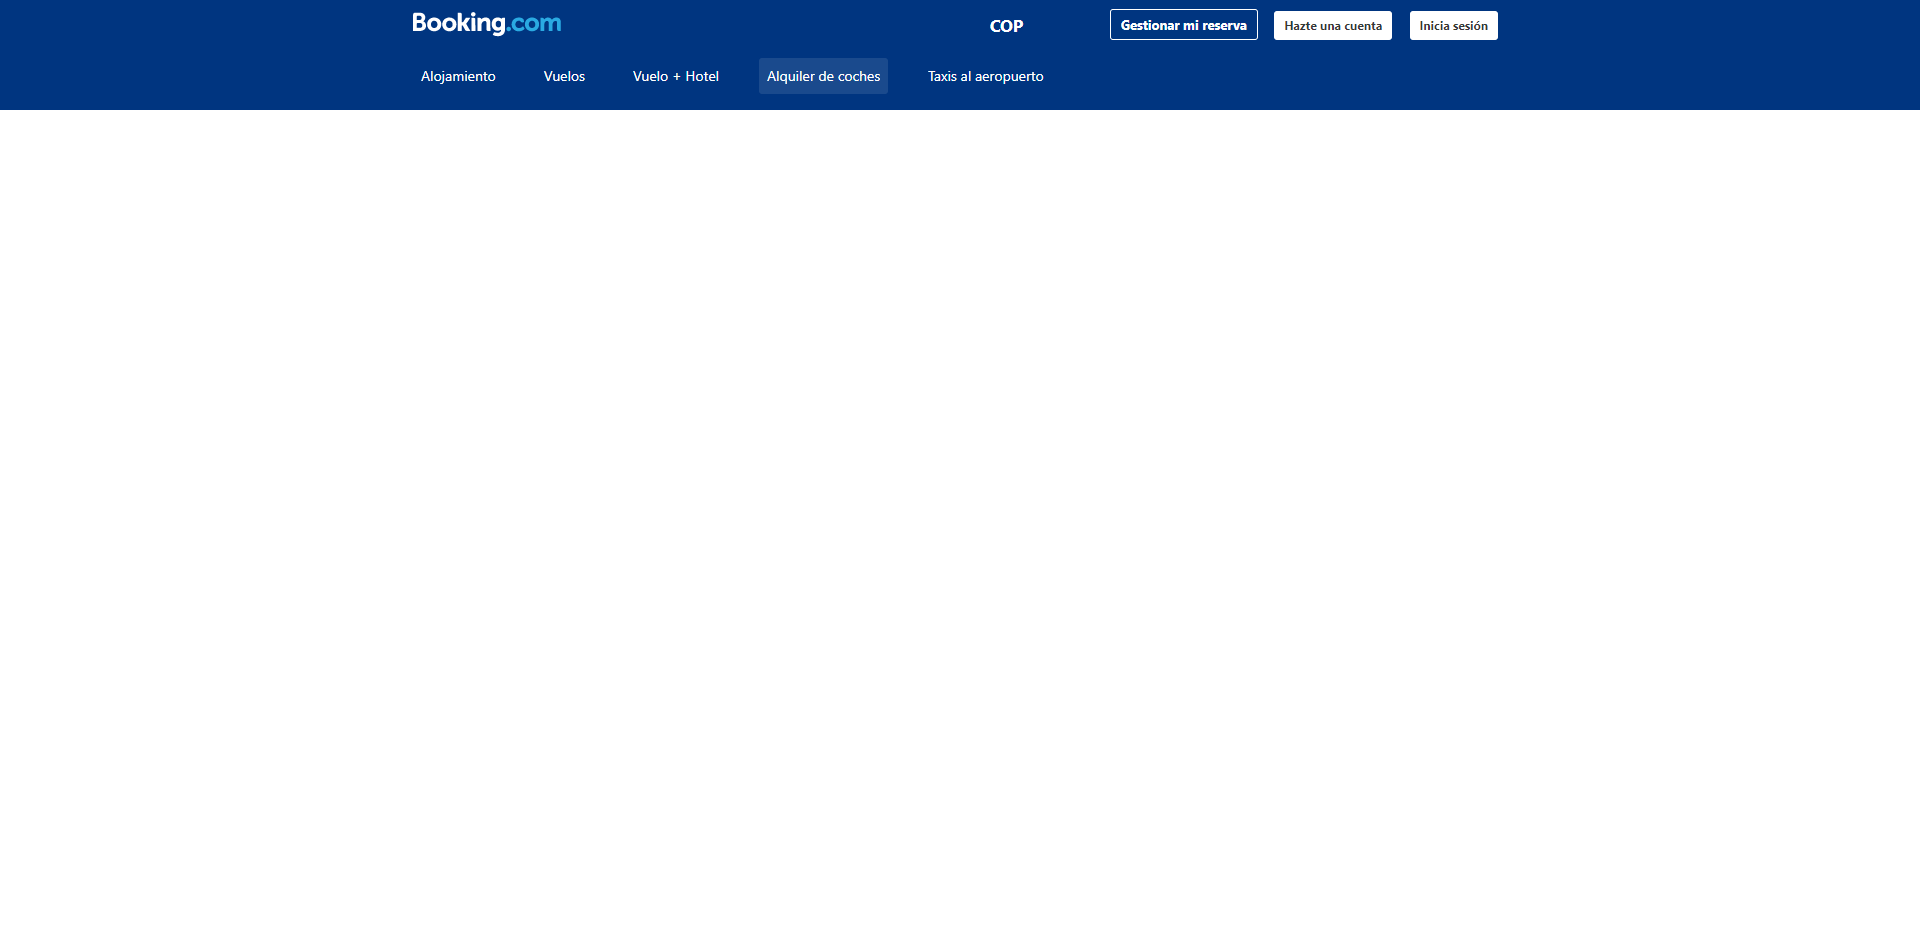 Booking.com
COP
Gestionar mi reserva
Hazte una cuenta
Inicia sesión
Alojamiento
Vuelos
Vuelo + Hotel
Alquiler de coches
Taxis al aeropuerto